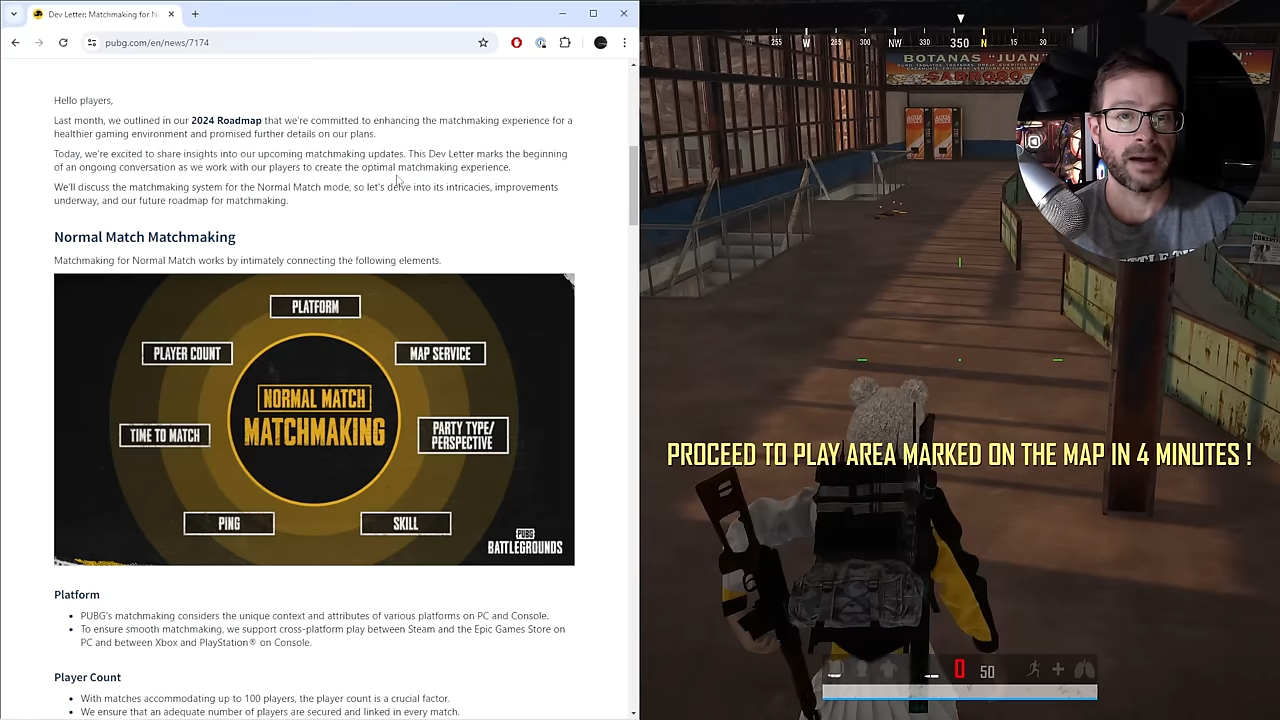 Dev Letter: Matchmaking for N
pubg.com/en/news/7174
Hello players,
Last month, we outlined in our 2024 Roadmap that we're committed to enhancing the matchmaking experience for a
healthier gaming environment and promised further details on our plans.
Today, we're excited to share insights into our upcoming matchmaking updates. This Dev Letter marks the beginning
of an ongoing conversation as we work with our players to create the optimal matchmaking experience.
We'll discuss the matchmaking system for the Normal Match mode, so let's delve into its intricacies, improvements
underway, and our future roadmap for matchmaking.
Normal Match Matchmaking
Matchmaking for Normal Match works by intimately connecting the following elements.
PLATFORM
PLAYER COUNT
MAP SERVICE
NORMAL MATCH
MATCHMAKING
TIME TO MATCH
PARTY TYPE/
PERSPECTIVE
PING
SKILL
PUBG
BATTLEGROUNDS
Platform
• PUBG's matchmaking considers the unique context and attributes of various platforms on PC and Console.
• To ensure smooth matchmaking, we support cross-platform play between Steam and the Epic Games Store on
PC and between Xbox and PlayStation® on Console.
Player Count
• With matches accommodating up to 100 players, the player count is a crucial factor.
• We ensure that an adequate number of players are secured and linked in every match.
255 W 285 300 NW 330 350 N 15 30
BOTANAS "JUAN"
SABROSO
PROCEED TO PLAY AREA MARKED ON THE MAP IN 4 MINUTES !
0 50